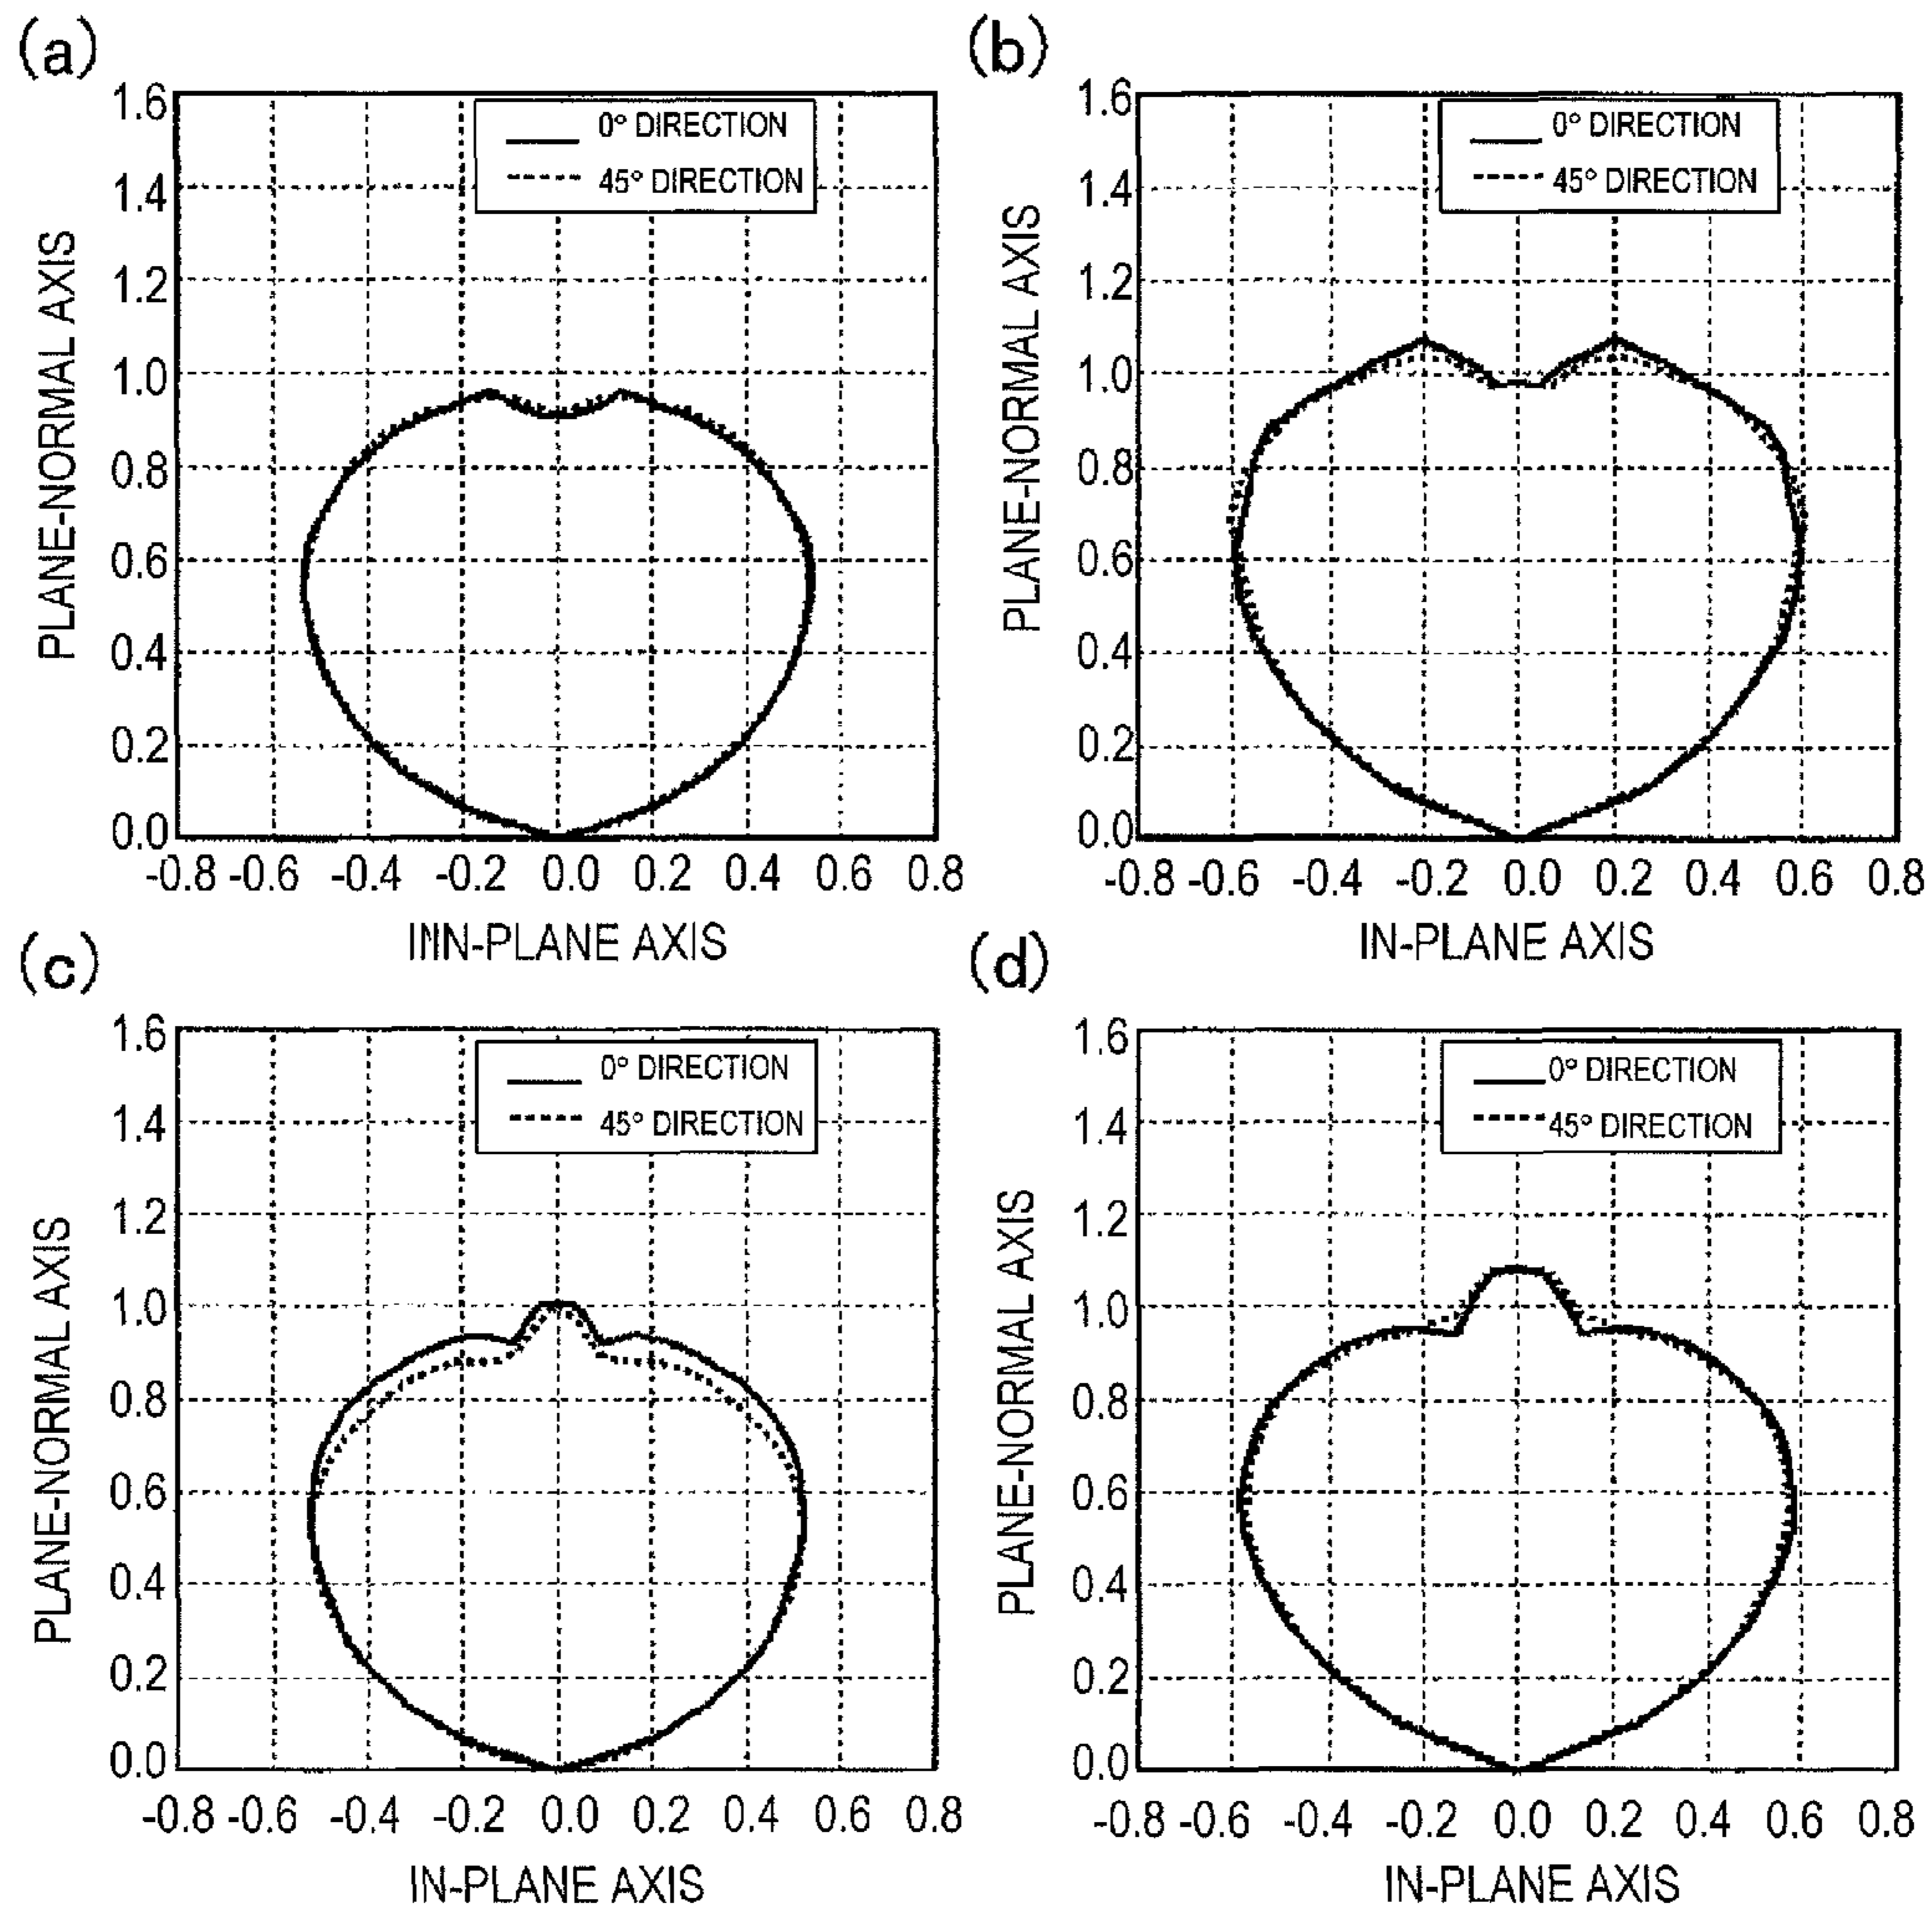 (a)
1.6
1.4
1.2
1.0
0.8
0.6
0.4
0.2
0.0
PLANE-NORMAL AXIS
0° DIRECTION
45° DIRECTION
-0.8 -0.6 -0.4 -0.2 0.0 0.2 0.4 0.6 0.8
INN-PLANE AXIS
(b)
1.6
1.4
1.2
1.0
0.8
0.6
0.4
0.2
0.0
PLANE-NORMAL AXIS
0° DIRECTION
45° DIRECTION
-0.8 -0.6 -0.4 -0.2 0.0 0.2 0.4 0.6 0.8
IN-PLANE AXIS
(c)
1.6
1.4
1.2
1.0
0.8
0.6
0.4
0.2
0.0
PLANE-NORMAL AXIS
0° DIRECTION
45° DIRECTION
-0.8 -0.6 -0.4 -0.2 0.0 0.2 0.4 0.6 0.8
IN-PLANE AXIS
(d)
1.6
1.4
1.2
1.0
0.8
0.6
0.4
0.2
0.0
PLANE-NORMAL AXIS
0° DIRECTION
45° DIRECTION
-0.8 -0.6 -0.4 -0.2 0.0 0.2 0.4 0.6 0.8
IN-PLANE AXIS